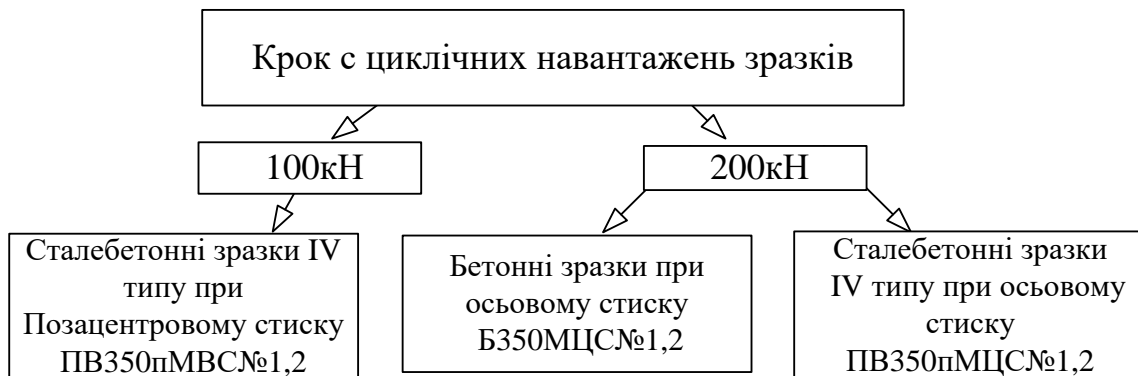 Крок с циклічних навантажень зразків
100кН
200кН
Сталебетонні зразки IV
типу при
Позацентровому стиску
ПВ350пМВС№1,2
Бетонні зразки при
осьовому стиску
Б350МЦС№1,2
Сталебетонні зразки
IV типу при осьовому
стиску
ПВ350пМЦС№1,2